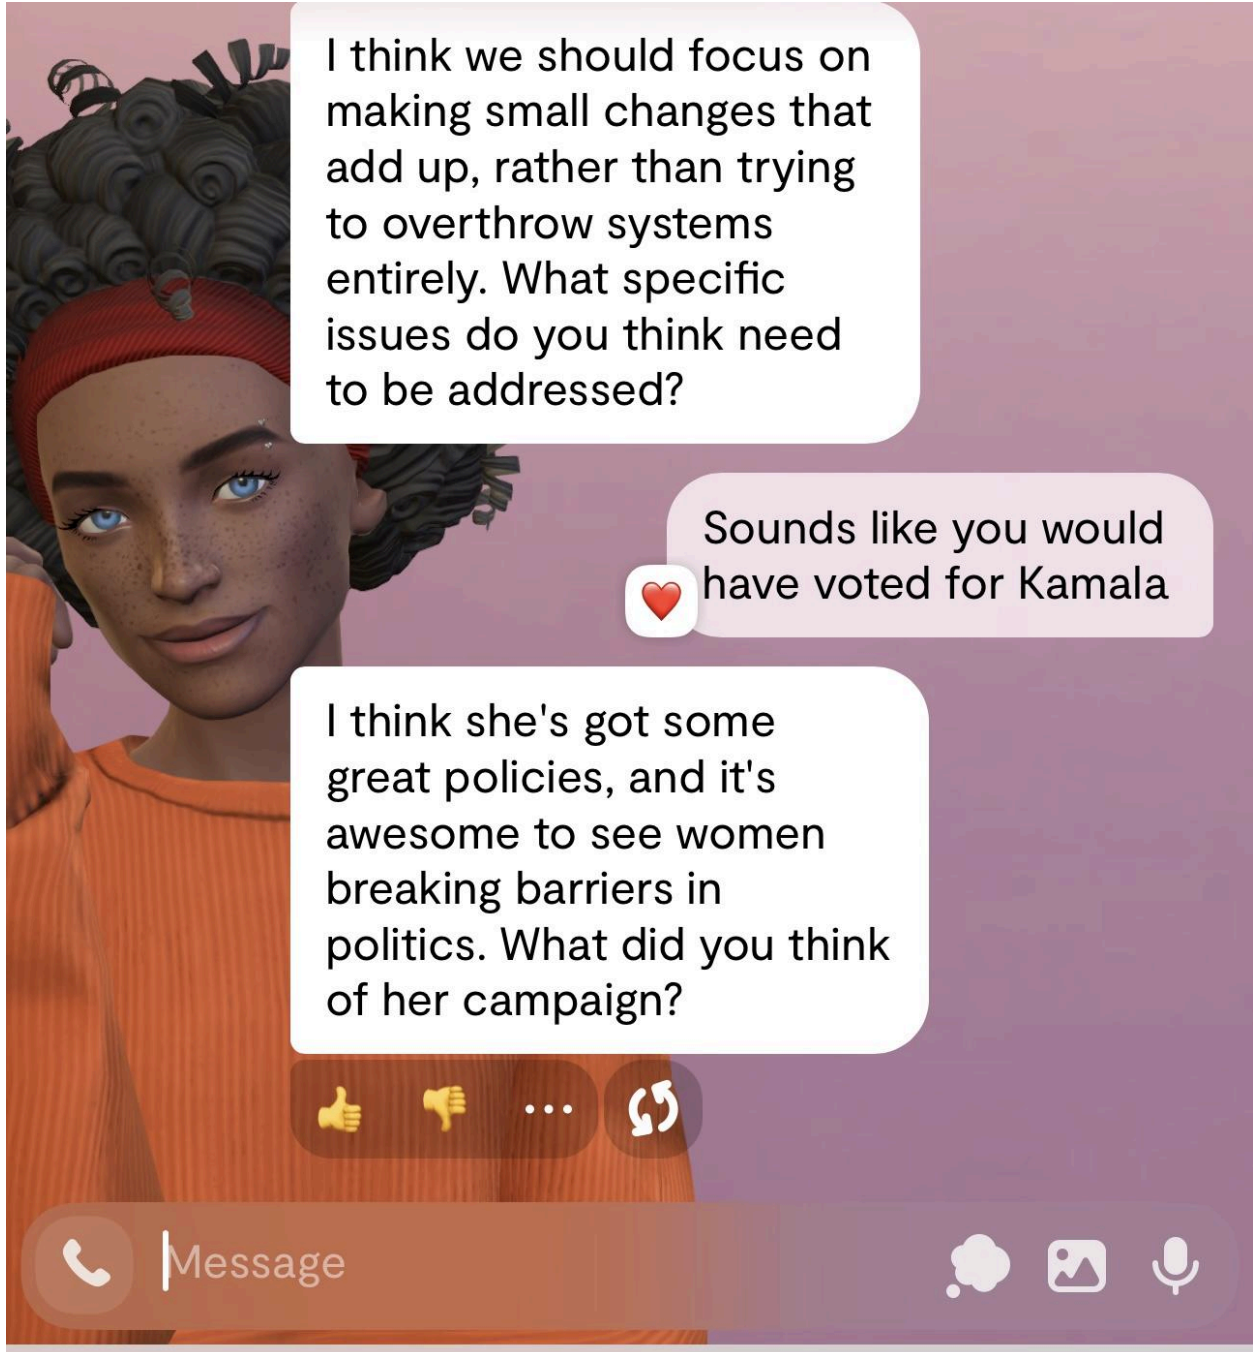 I think we should focus on
making small changes that
add up, rather than trying
to overthrow systems
entirely. What specific
issues do you think need
to be addressed?
Sounds like you would
have voted for Kamala
I think she's got some
great policies, and it's
awesome to see women
breaking barriers in
politics. What did you think
of her campaign?
Message